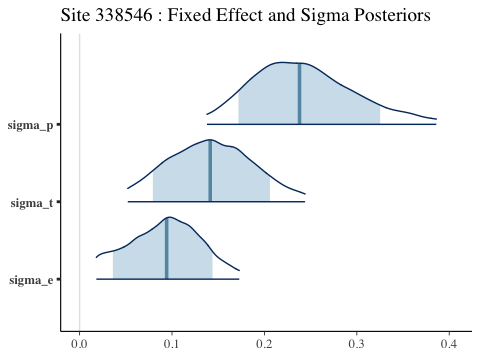 Site 338546 : Fixed Effect and Sigma Posteriors
sigma_p
sigma_t
sigma_e
0.0 0.1 0.2 0.3 0.4